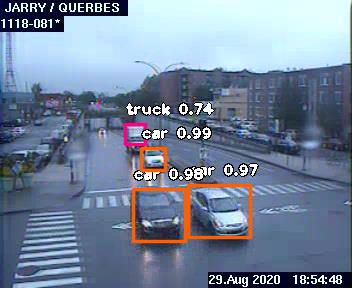 JARRY / QUERBES
1118-081*
truck 0.74
car 0.99
car 0.98
car 0.97
29.Aug 2020 18:54:48